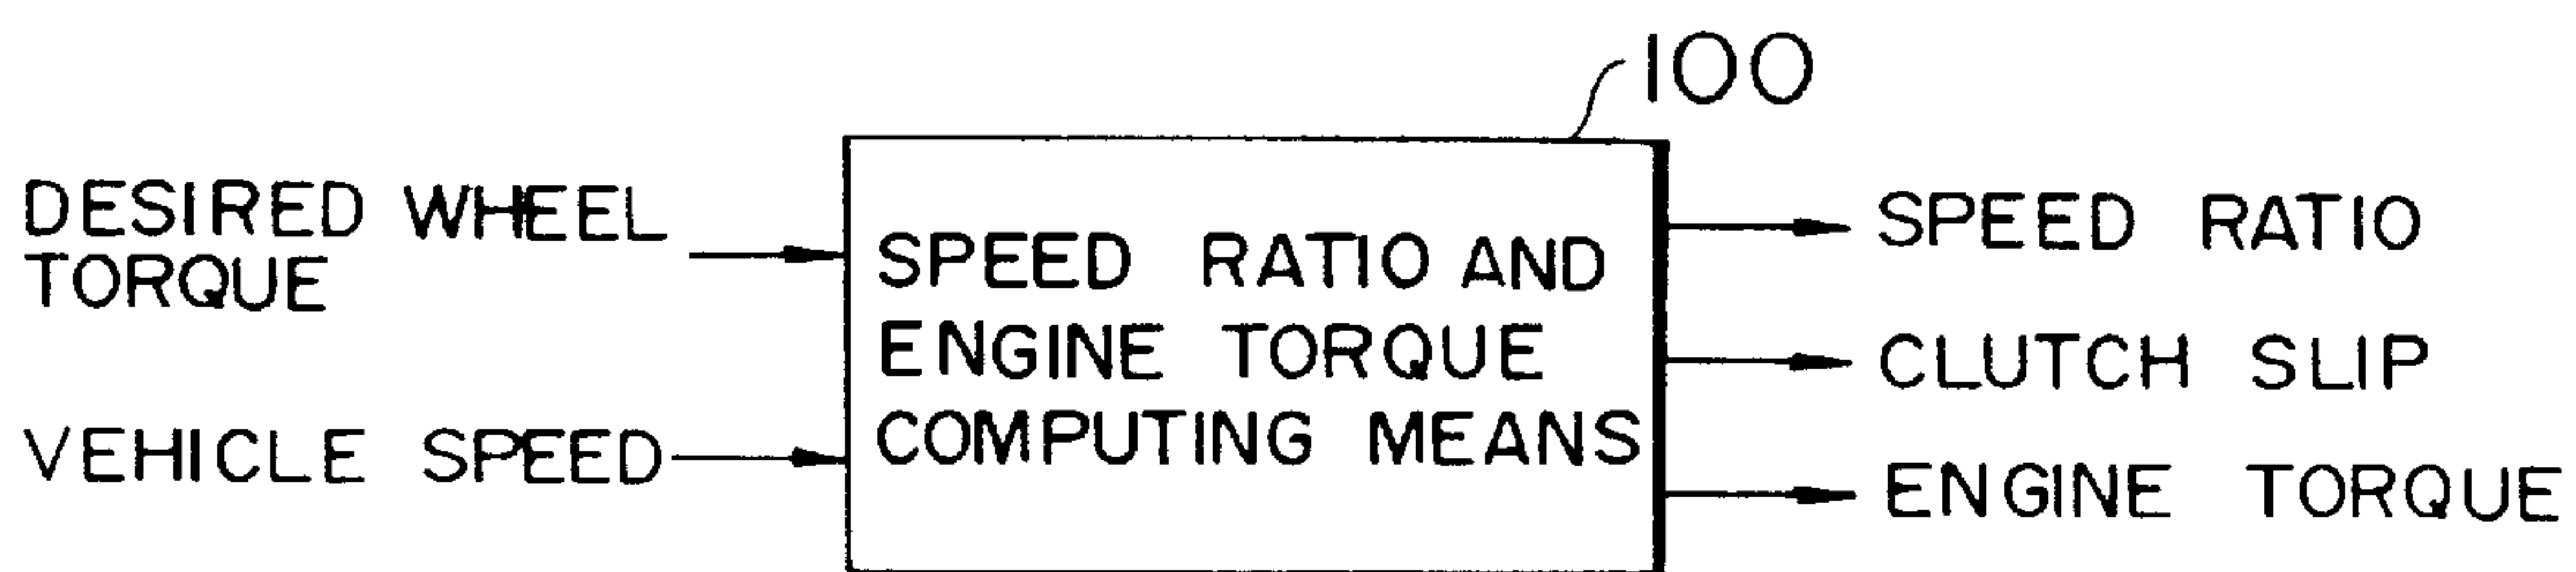 100
DESIRED WHEEL
TORQUE
VEHICLE SPEED
SPEED RATIO AND
ENGINE TORQUE
COMPUTING MEANS
SPEED RATIO
CLUTCH SLIP
ENGINE TORQUE